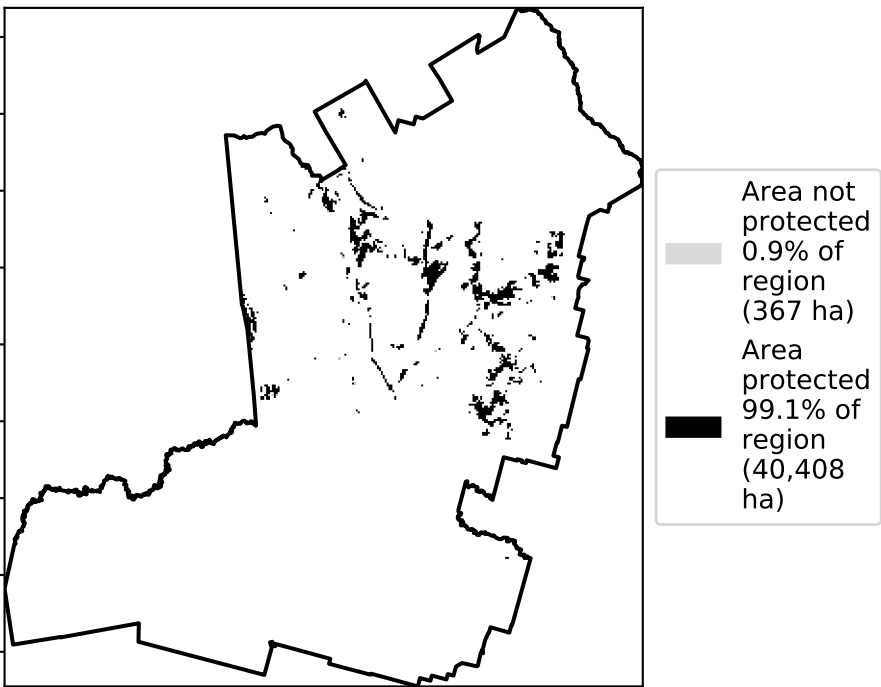 Area not
protected
0.9% of
region
(367 ha)
Area
protected
99.1% of
region
(40,408
ha)